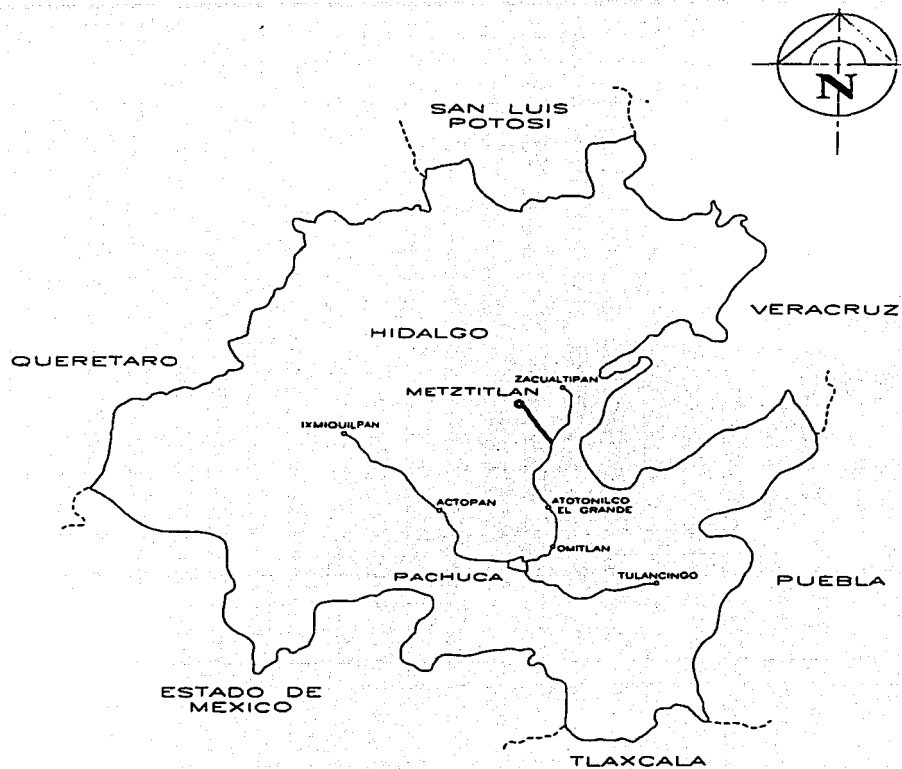 N
SAN LUIS
POTOSI
VERACRUZ
HIDALGO
QUERETARO
ZACUALTIPAN
METZTITLAN
IXMIQUILPAN
ACTOPAN
ATOTONILCO
EL GRANDE
OMITLAN
PACHUCA
TULANCINGO
PUEBLA
ESTADO DE
MEXICO
TLAXCALA